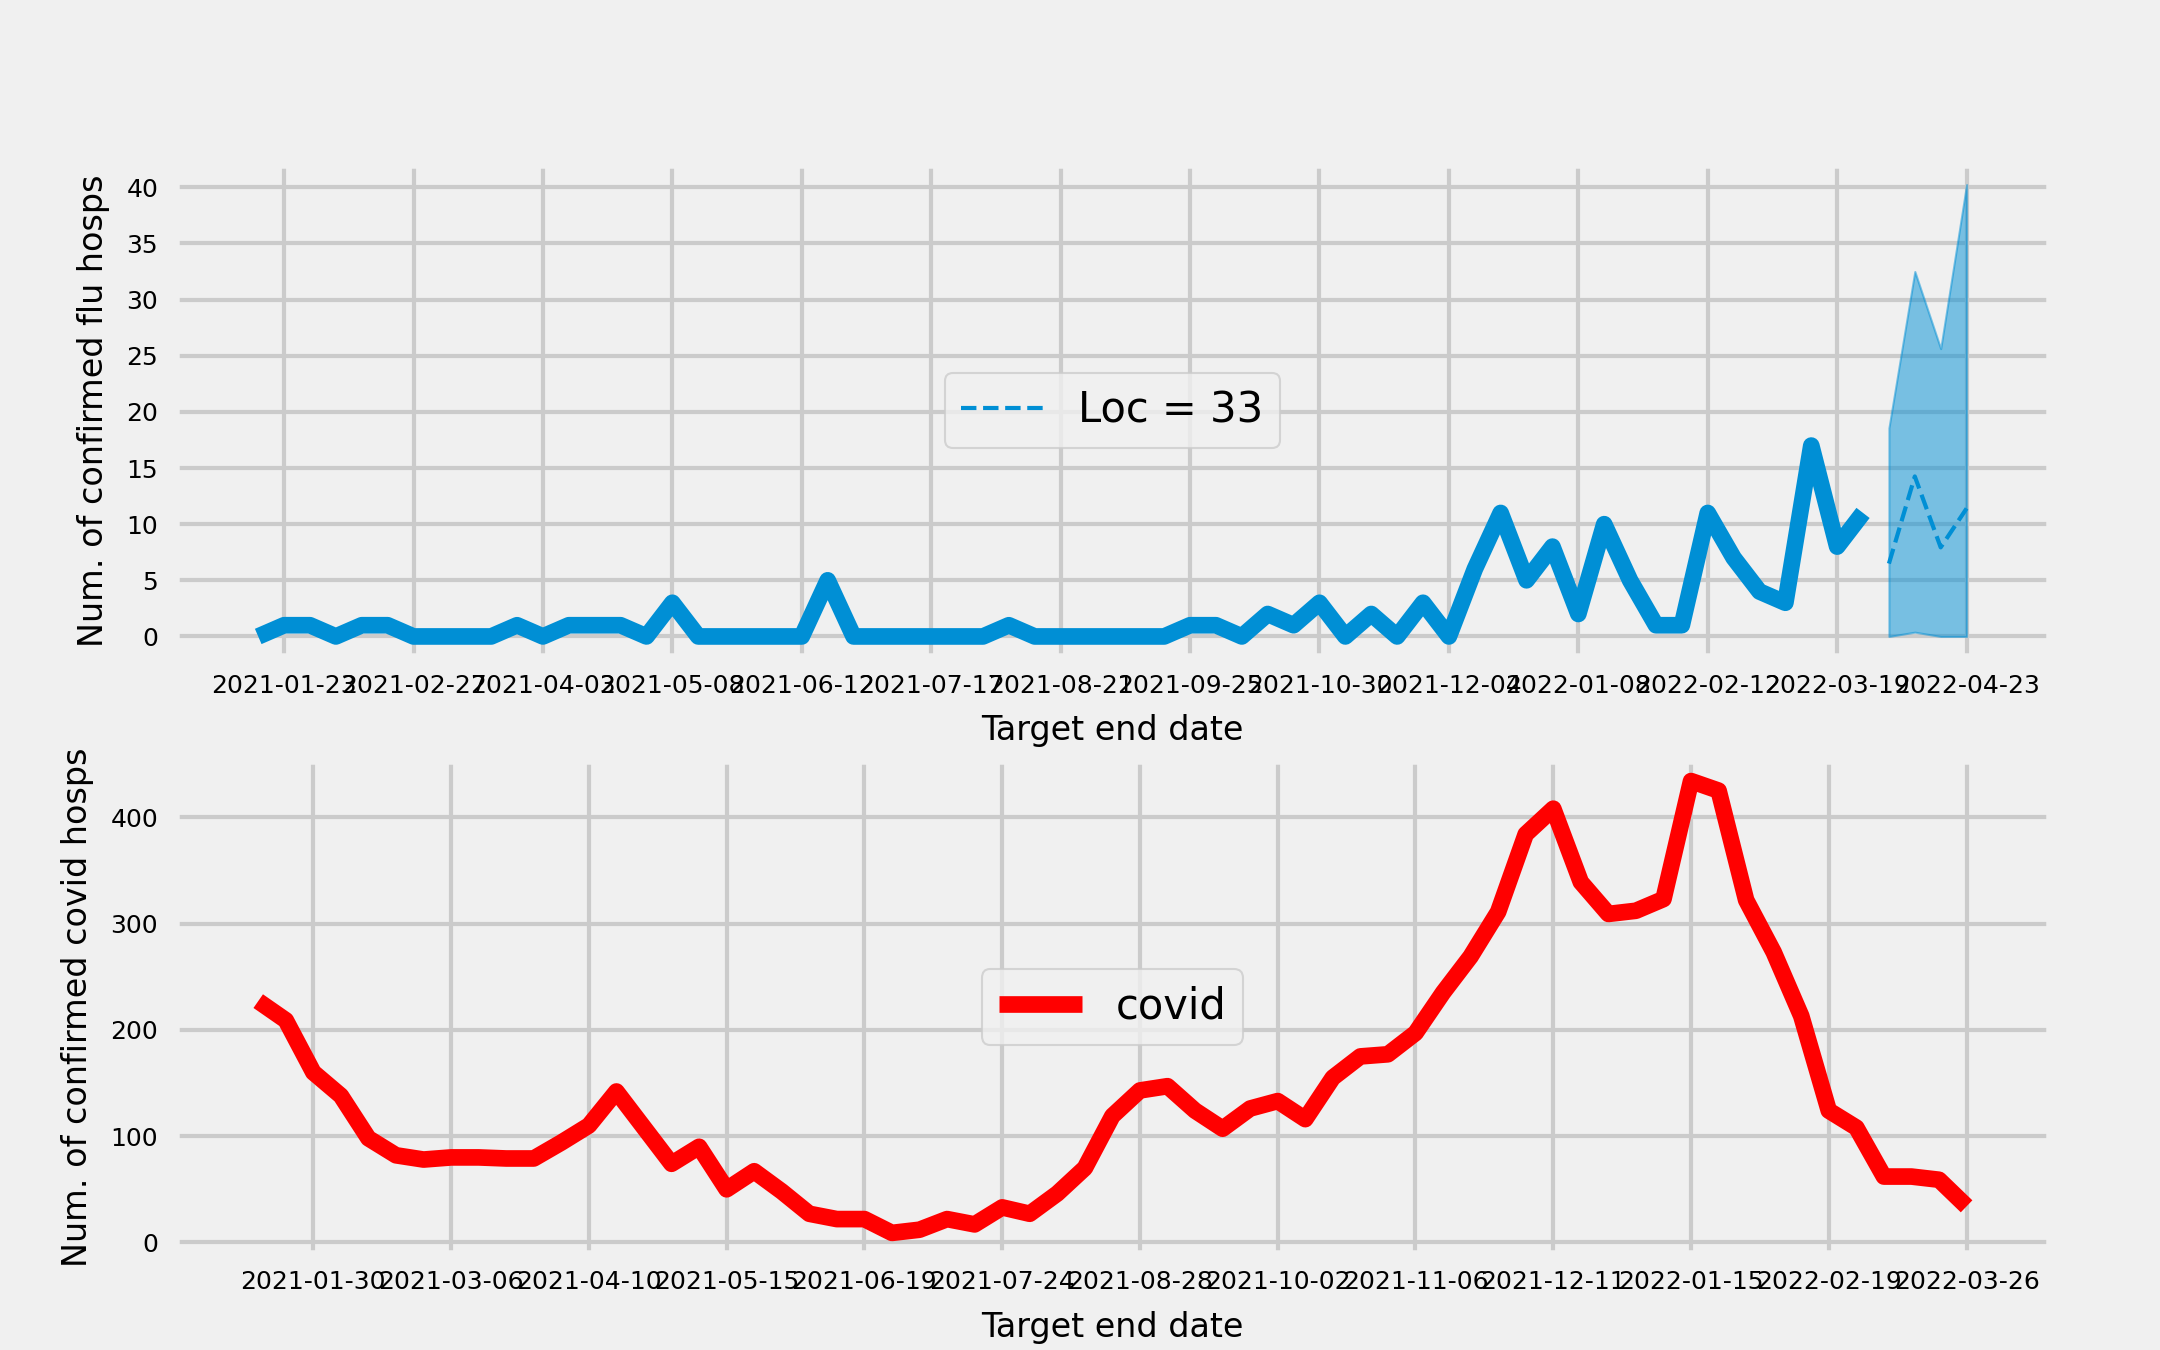 Num. of confirmed flu hosps
40
35
30
25
20
15
10
5
0
Loc = 33
2021-01-23 2021-02-27 2021-04-03 2021-05-08 2021-06-12 2021-07-17 2021-08-21 2021-09-25 2021-10-30 2021-12-04 2022-01-08 2022-02-12 2022-03-19 2022-04-23
Target end date
Num. of confirmed covid hosps
400
300
200
100
0
covid
2021-01-30 2021-03-06 2021-04-10 2021-05-15 2021-06-19 2021-07-24 2021-08-28 2021-10-02 2021-11-06 2021-12-11 2022-01-15 2022-02-19 2022-03-26
Target end date